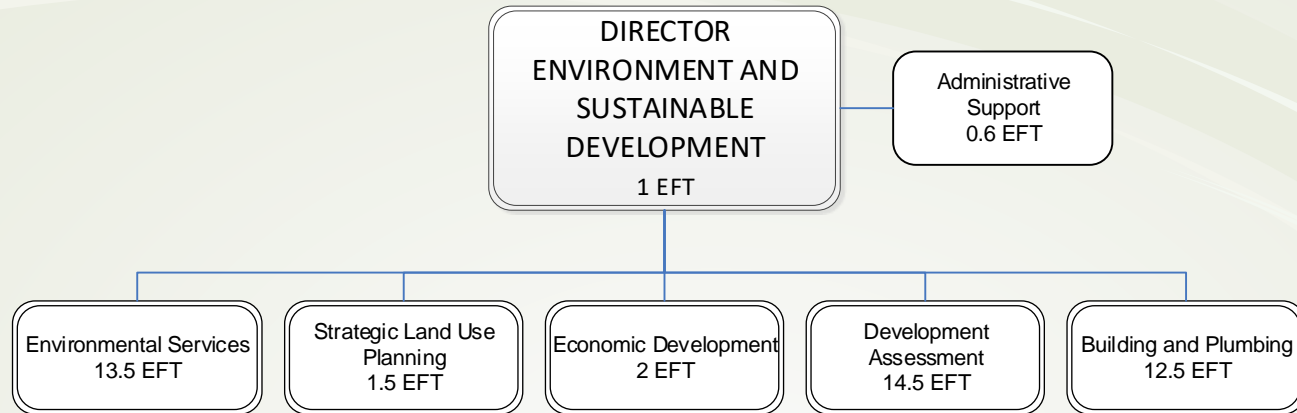 DIRECTOR
ENVIRONMENT AND
SUSTAINABLE
DEVELOPMENT
1 EFT
Administrative
Support
0.6 EFT
Environmental Services
13.5 EFT
Strategic Land Use
Planning
1.5 EFT
Economic Development
2 EFT
Development
Assessment
14.5 EFT
Building and Plumbing
12.5 EFT